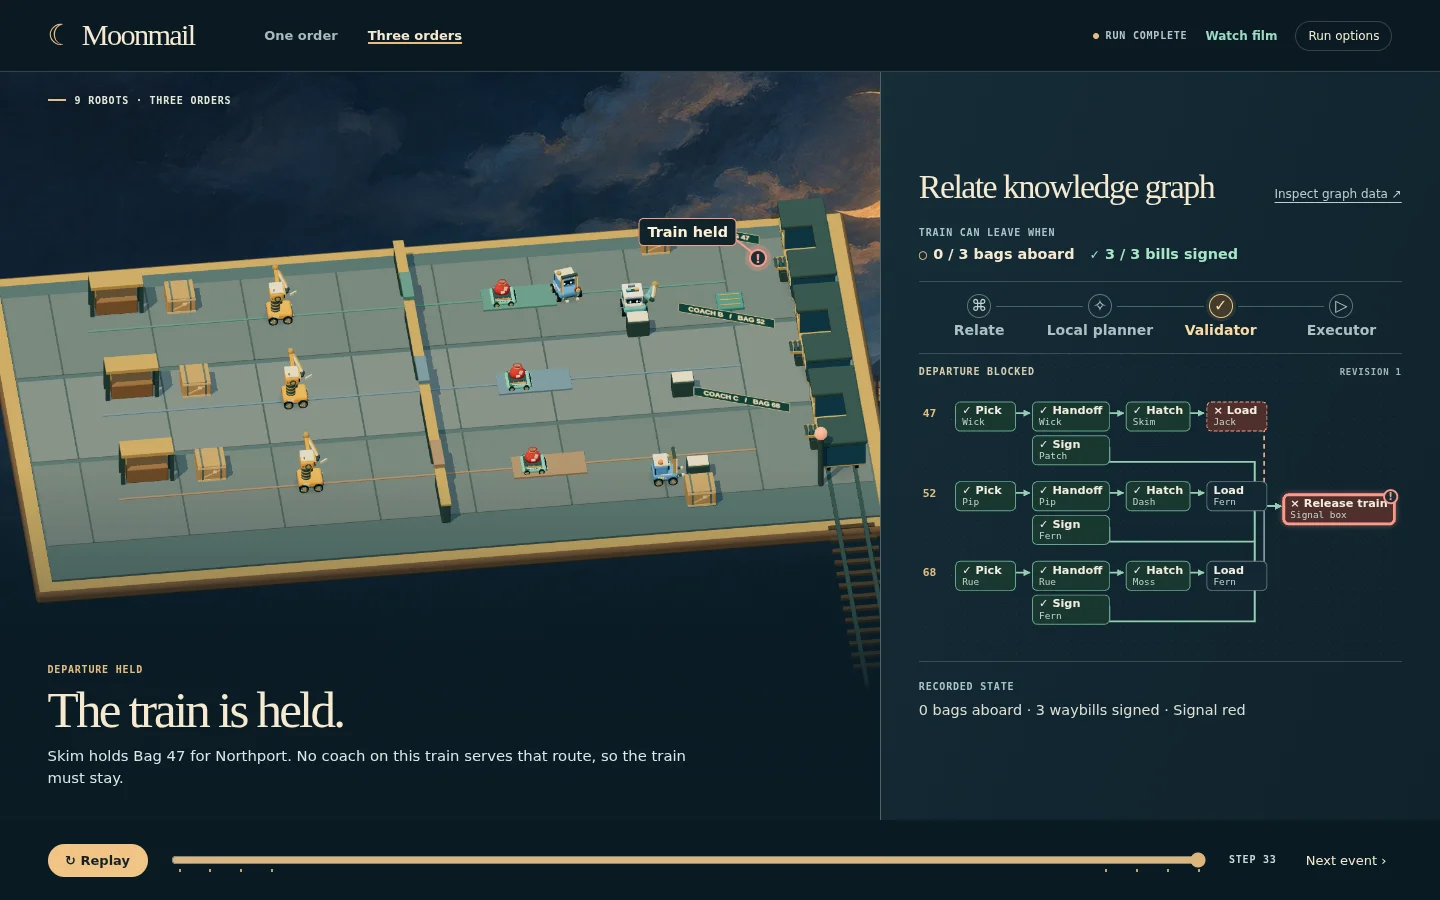 Moonmail
One order
Three orders
RUN COMPLETE
Watch film
Run options
9 ROBOTS · THREE ORDERS
Train held
!
47
COACH B / BAG 52
COACH C / BAG 68
DEPARTURE HELD
The train is held.
Skim holds Bag 47 for Northport. No coach on this train serves that route, so the train
must stay.
Relate knowledge graph
Inspect graph data ↗
TRAIN CAN LEAVE WHEN
○ 0 / 3 bags aboard ✓ 3 / 3 bills signed
Relate
Local planner
Validator
Executor
DEPARTURE BLOCKED
REVISION 1
47
✓ Pick
Wick
✓ Handoff
Wick
✓ Hatch
Skim
× Load
Jack
✓ Sign
Patch
52
✓ Pick
Pip
✓ Handoff
Pip
✓ Hatch
Dash
Load
Fern
✓ Sign
Fern
× Release train
Signal box
!
68
✓ Pick
Rue
✓ Handoff
Rue
✓ Hatch
Moss
Load
Fern
✓ Sign
Fern
RECORDED STATE
0 bags aboard · 3 waybills signed · Signal red
↻ Replay
STEP 33
Next event ›